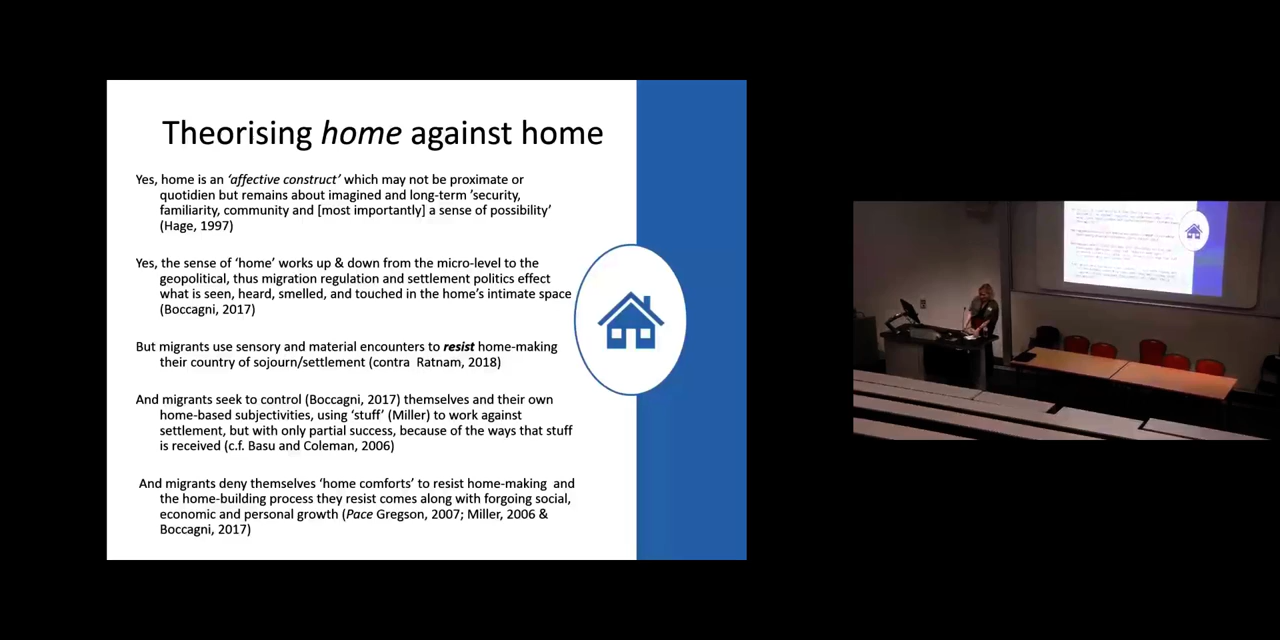 Theorising home against home
Yes, home is an ‘affective construct’ which may not be proximate or
quotidien but remains about imagined and long-term ’security,
familiarity, community and [most importantly] a sense of possibility’
(Hage, 1997)
Yes, the sense of ‘home’ works up & down from the micro-level to the
geopolitical, thus migration regulation and settlement politics effect
what is seen, heard, smelled, and touched in the home’s intimate space
(Boccagni, 2017)
But migrants use sensory and material encounters to resist home-making
their country of sojourn/settlement (contra Ratnam, 2018)
And migrants seek to control (Boccagni, 2017) themselves and their own
home-based subjectivities, using ‘stuff’ (Miller) to work against
settlement, but with only partial success, because of the ways that stuff
is received (c.f. Basu and Coleman, 2006)
And migrants deny themselves ‘home comforts’ to resist home-making and
the home-building process they resist comes along with forgoing social,
economic and personal growth (Pace Gregson, 2007; Miller, 2006 &
Boccagni, 2017)